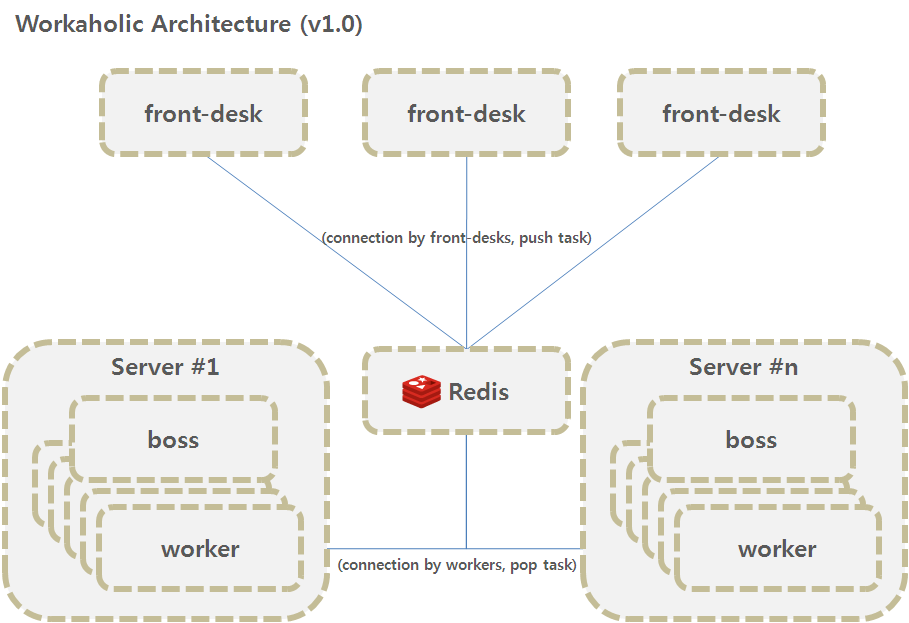 Workaholic Architecture (v1.0)
front-desk
front-desk
front-desk
(connection by front-desks, push task)
Server #1
Redis
Server #n
boss
boss
worker
worker
(connection by workers, pop task)